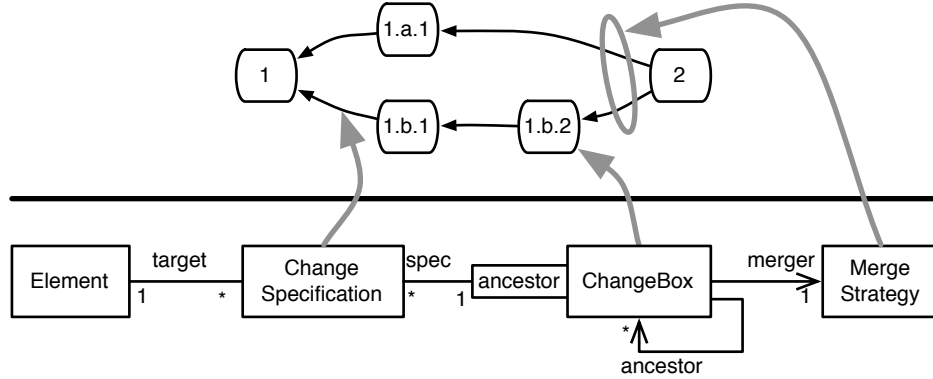 1.a.1
1
2
1.b.1
1.b.2
Element
target
1
*
Change
Specification
spec
*
1
ancestor
ChangeBox
merger
1
Merge
Strategy
*
ancestor